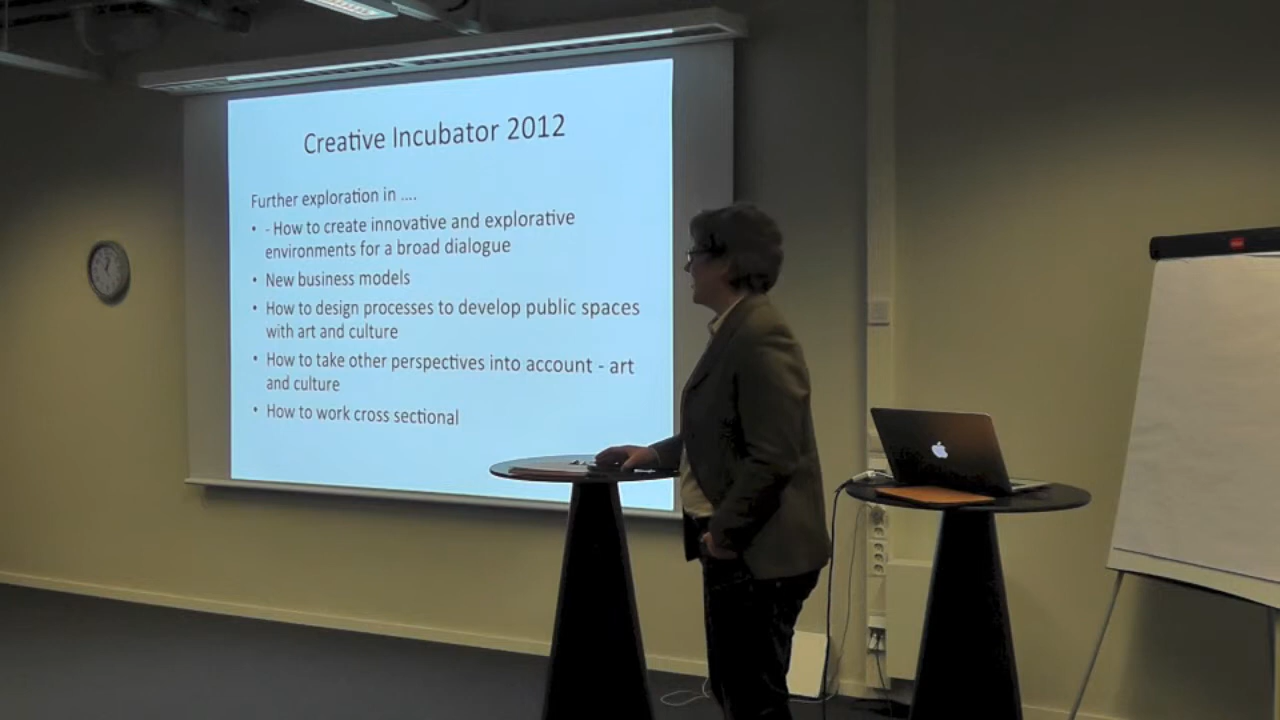 Creative Incubator 2012
Further exploration in ....
• - How to create innovative and explorative
environments for a broad dialogue
• New business models
• How to design processes to develop public spaces
with art and culture
• How to take other perspectives into account - art
and culture
• How to work cross sectional